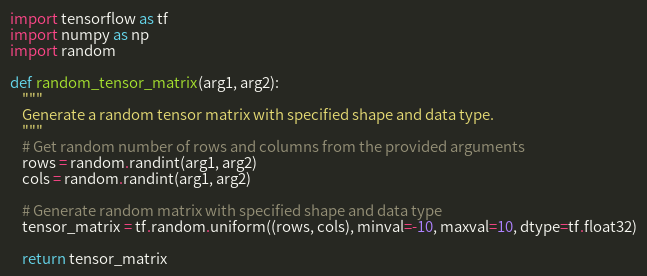 import tensorflow as tf
import numpy as np
import random

def random_tensor_matrix(arg1, arg2):
    """
    Generate a random tensor matrix with specified shape and data type.
    """
    # Get random number of rows and columns from the provided arguments
    rows = random.randint(arg1, arg2)
    cols = random.randint(arg1, arg2)

    # Generate random matrix with specified shape and data type
    tensor_matrix = tf.random.uniform((rows, cols), minval=-10, maxval=10, dtype=tf.float32)

    return tensor_matrix